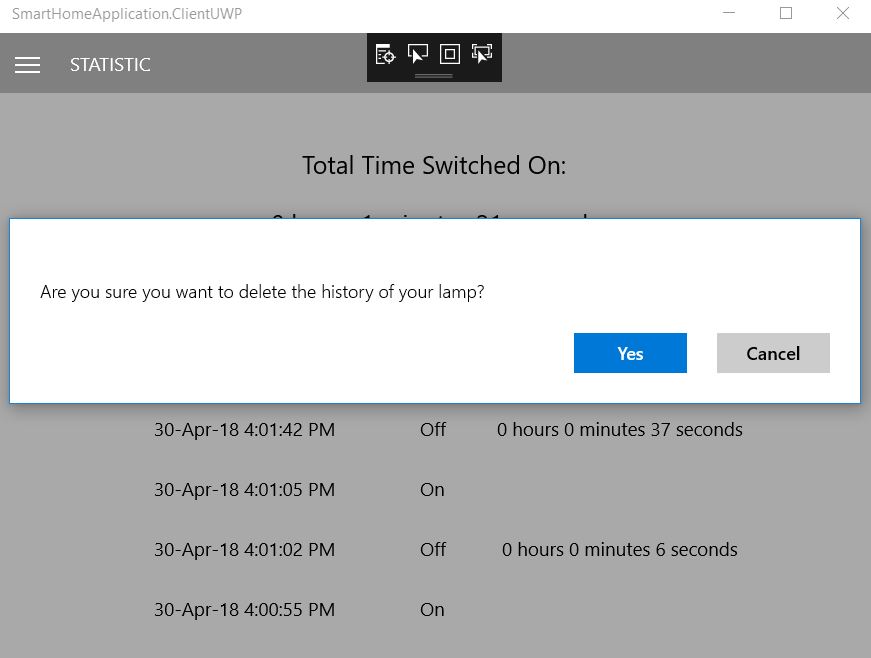 SmartHomeApplication.ClientUWP
STATISTIC
Total Time Switched On:
Are you sure you want to delete the history of your lamp?
Yes Cancel
30-Apr-18 4:01:42 PM Off 0 hours 0 minutes 37 seconds
30-Apr-18 4:01:05 PM On
30-Apr-18 4:01:02 PM Off 0 hours 0 minutes 6 seconds
30-Apr-18 4:00:55 PM On